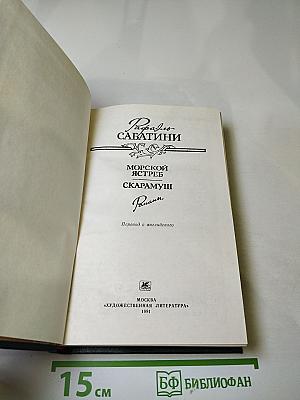 Рафаэль
САБАТИНИ
МОРСКОЙ
ЯСТРЕБ
СКАРАМУШ
Романы
Перевод с английского
МОСКВА
«ХУДОЖЕСТВЕННАЯ ЛИТЕРАТУРА»
1991
15 см
БФ БИБЛИОФАН